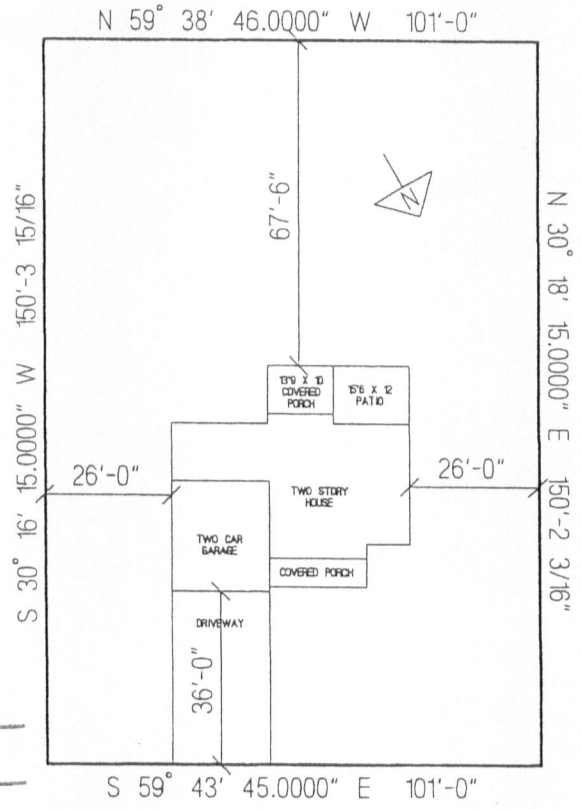 N 59° 38' 46.0000" W 101'-0"
67'-6"
N
S 30° 16' 15.0000" W 150'-3 15/16"
N 30° 18' 15.0000" E 150'-2 3/16"
13'9 X 10
COVERED
PORCH
15'6 X 12
PATIO
26'-0"
26'-0"
TWO STORY
HOUSE
TWO CAR
GARAGE
COVERED PORCH
DRIVEWAY
36'-0"
S 59° 43' 45.0000" E 101'-0"